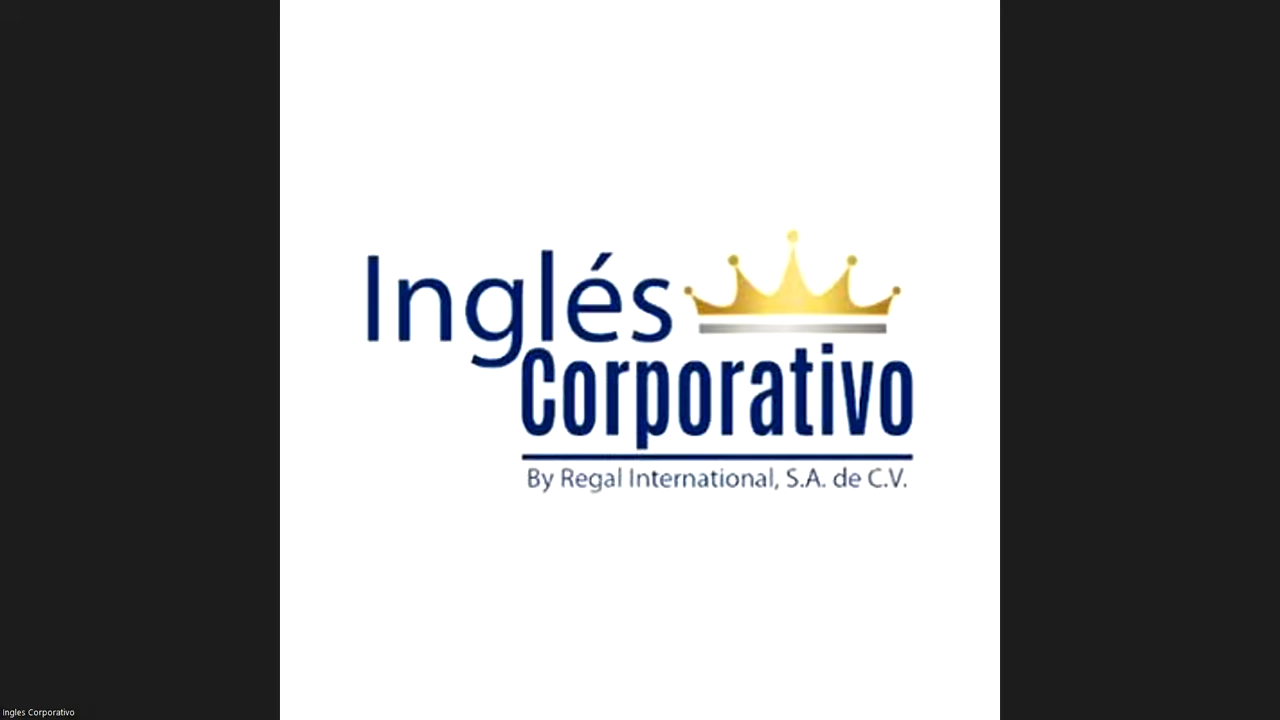 Inglés
Corporativo
By Regal International, S.A. de C.V.
Ingles Corporativo